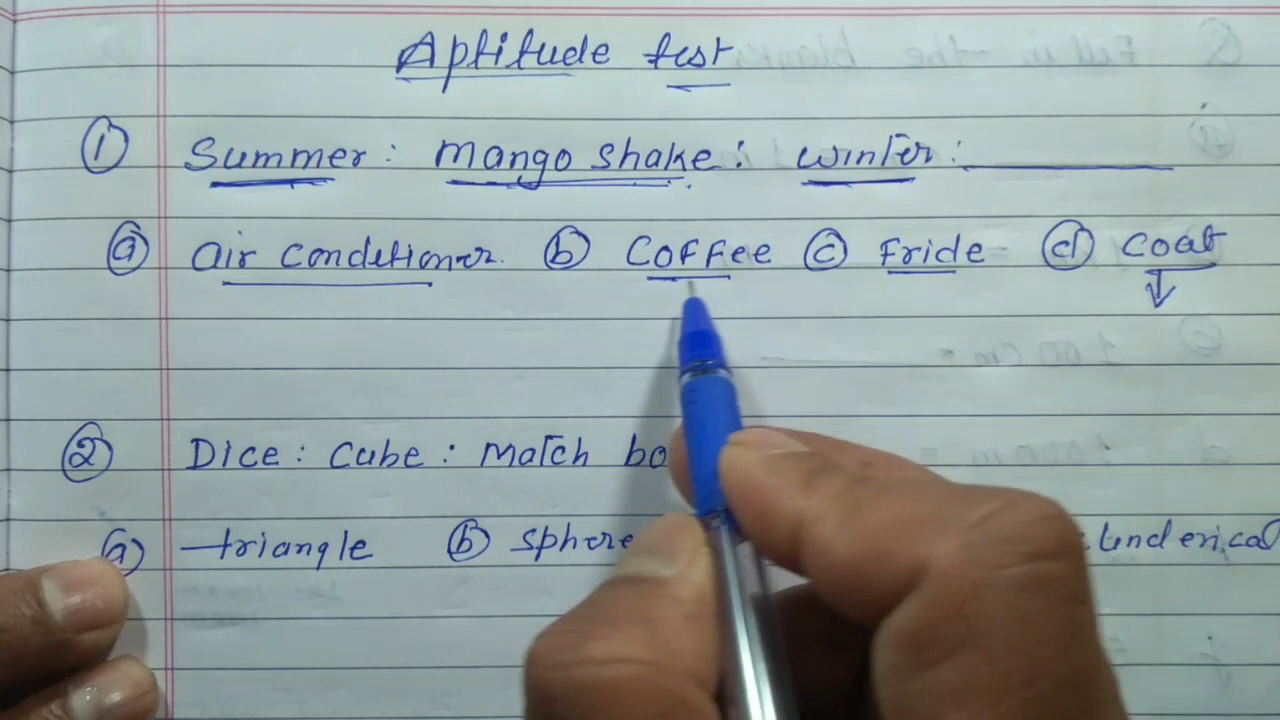 Aptitude test
① Summer: mango shake: winter: ________
ⓐ air conditioner. ⓑ Coffee ⓒ Fride ⓓ coat
② Dice: cube: Match bo
ⓐ triangle ⓑ sphere